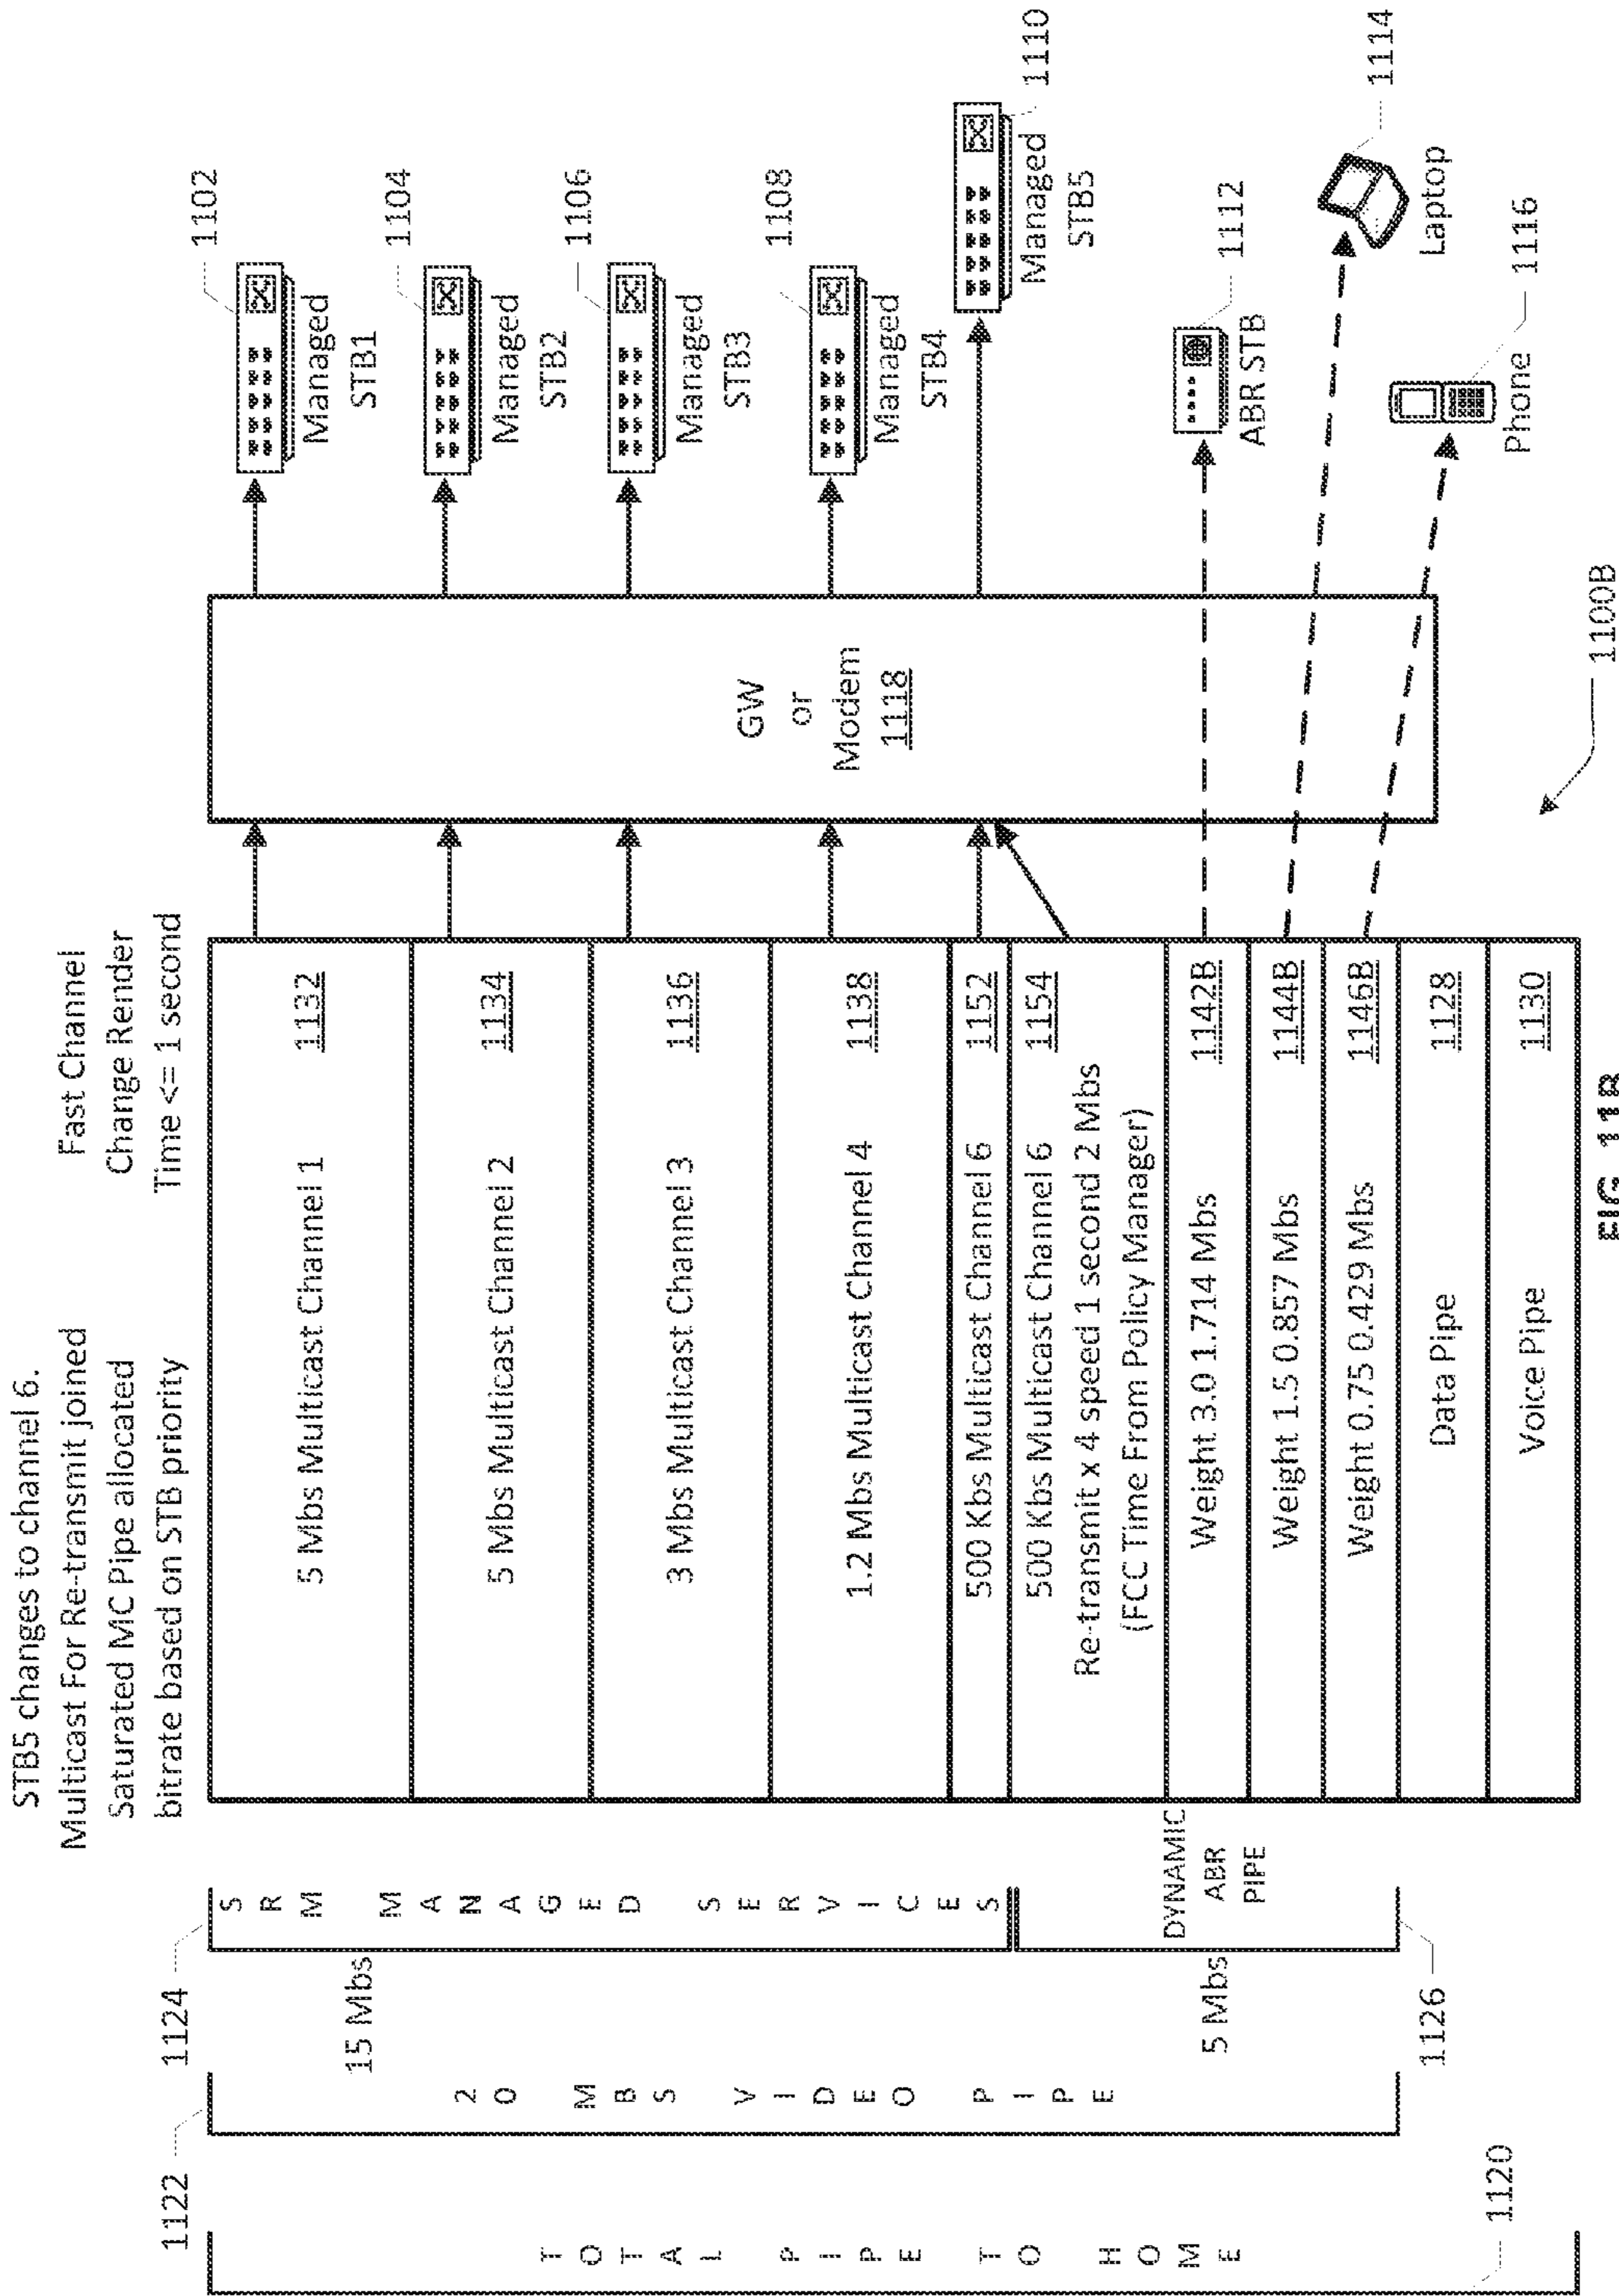 STB5 changes to channel 6.
Multicast For Re-transmit joined
Saturated MC Pipe allocated
bitrate based on STB priority
Fast Channel
Change Render
Time <= 1 second
1122
1124
1120
1126
TOTAL PIPE TO HOME
20 MBS VIDEO PIPE
15 Mbs
5 Mbs
SRM MANAGED SERVICES
DYNAMIC
ABR
PIPE
5 Mbs Multicast Channel 1 1132
5 Mbs Multicast Channel 2 1134
3 Mbs Multicast Channel 3 1136
1.2 Mbs Multicast Channel 4 1138
500 Kbs Multicast Channel 6 1152
500 Kbs Multicast Channel 6 1154
Re-transmit x 4 speed 1 second 2 Mbs
(FCC Time From Policy Manager)
Weight 3.0 1.714 Mbs 1142B
Weight 1.5 0.857 Mbs 1144B
Weight 0.75 0.429 Mbs 1146B
Data Pipe 1128
Voice Pipe 1130
GW
or
Modem
1118
1102
Managed
STB1
1104
Managed
STB2
1106
Managed
STB3
1108
Managed
STB4
1110
Managed
STB5
1112
ABR STB
1114
Laptop
1116
Phone
1100B
FIG. 11B